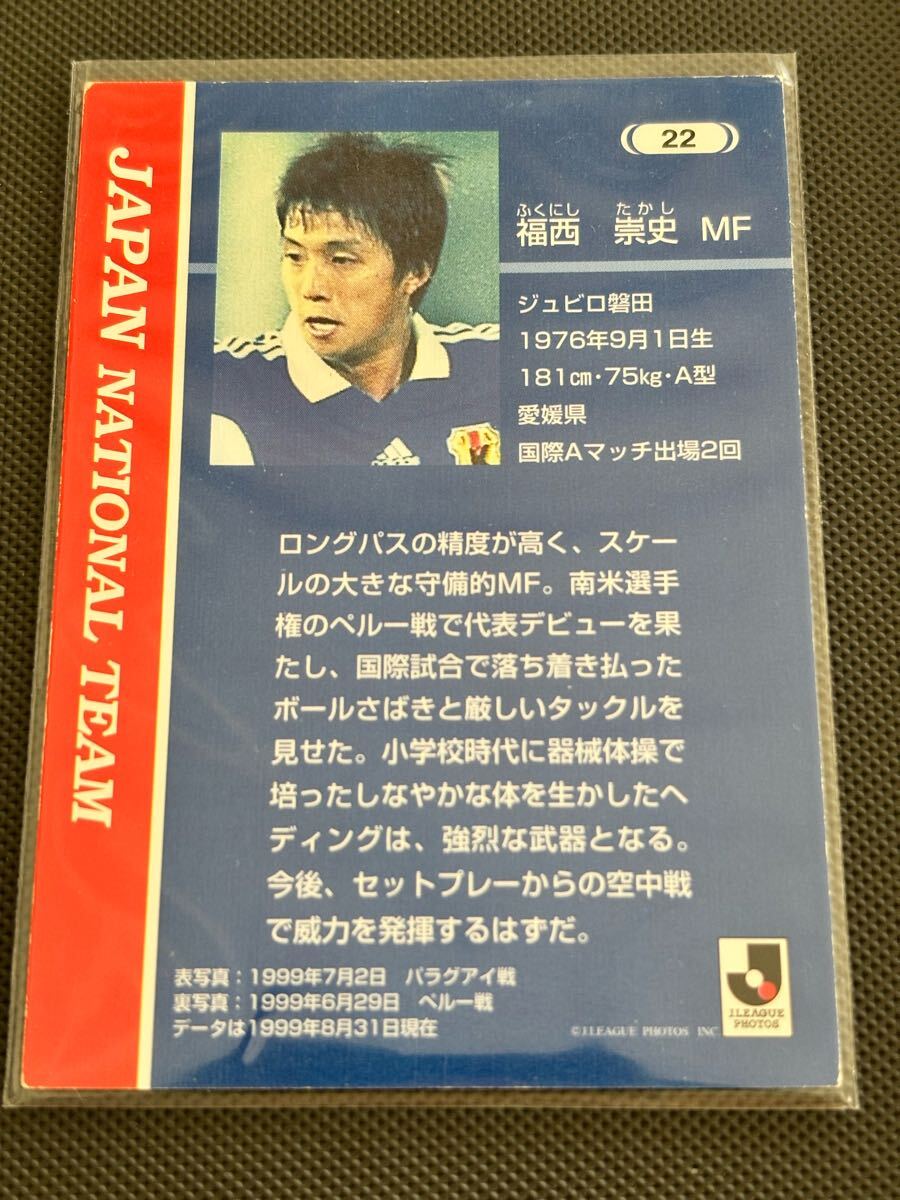 JAPAN NATIONAL TEAM
22
ふくにし たかし
福西 崇史 MF
ジュビロ磐田
1976年9月1日生
181㎝・75㎏・A型
愛媛県
国際Aマッチ出場2回
adidas
ロングパスの精度が高く、スケー
ルの大きな守備的MF。南米選手
権のペルー戦で代表デビューを果
たし、国際試合で落ち着き払った
ボールさばきと厳しいタックルを
見せた。小学校時代に器械体操で
培ったしなやかな体を生かしたヘ
ディングは、強烈な武器となる。
今後、セットプレーからの空中戦
で威力を発揮するはずだ。
表写真：1999年7月2日 パラグアイ戦
裏写真：1999年6月29日 ペルー戦
データは1999年8月31日現在
©J.LEAGUE PHOTOS INC.
J.LEAGUE
PHOTOS